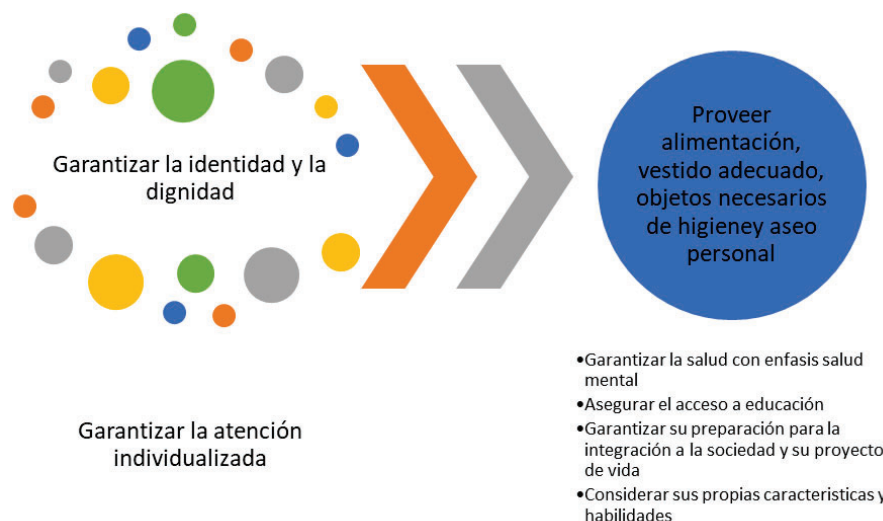 Garantizar la identidad y la
dignidad
Garantizar la atención
individualizada
Proveer
alimentación,
vestido adecuado,
objetos necesarios
de higieney aseo
personal
•Garantizar la salud con enfasis salud
mental
•Asegurar el acceso a educación
•Garantizar su preparación para la
integración a la sociedad y su proyecto
de vida
•Considerar sus propias caracteristicas y
habilidades